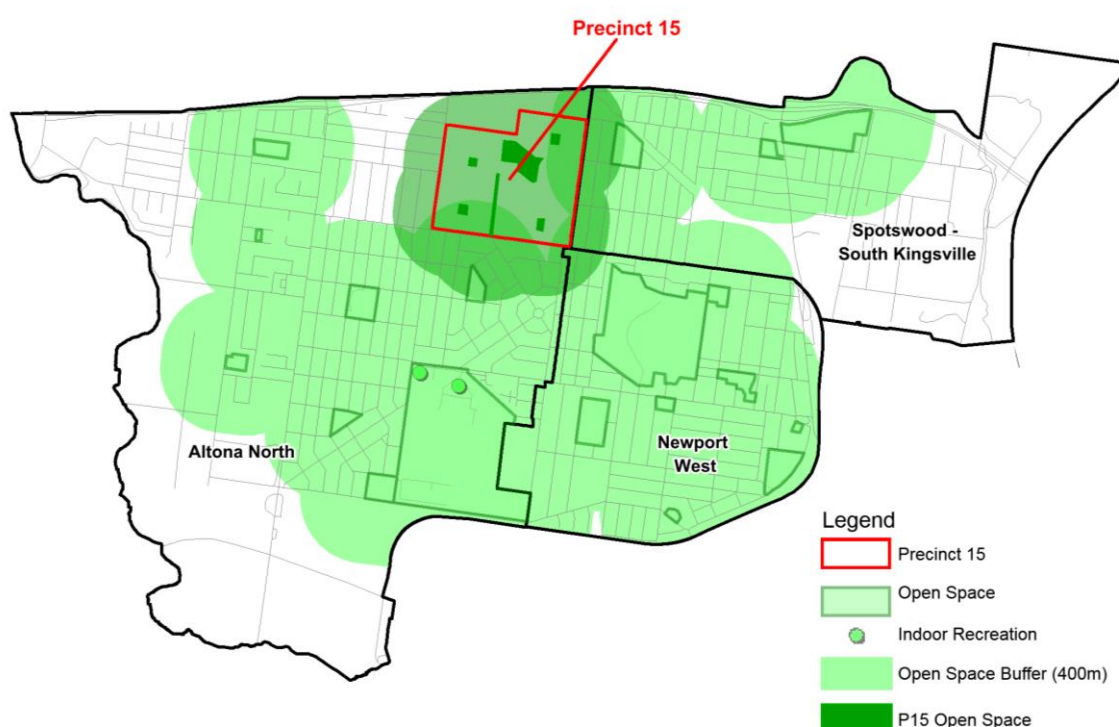 Precinct 15
Spotswood -
South Kingsville
Altona North
Newport
West
Legend
Precinct 15
Open Space
Indoor Recreation
Open Space Buffer (400m)
P15 Open Space